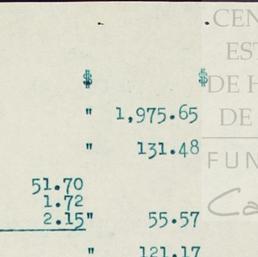 $ $
" 1,975.65
" 131.48
51.70
1.72
2.15" 55.57
" 121.17
CEN
EST
DE H
DE
FUN
Ca